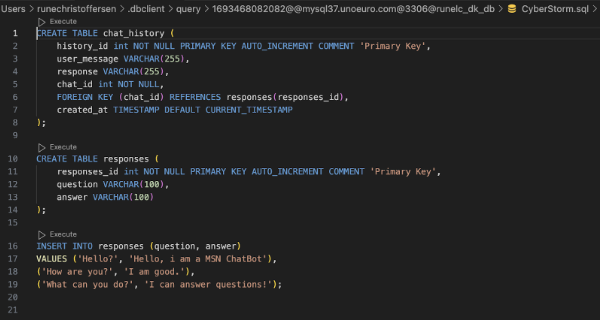 Users > runechristoffersen > .dbclient > query > 1693468082082@@mysql37.unoeuro.com@3306@runelc_dk_db > CyberStorm.sql > ...
Execute
1 CREATE TABLE chat_history (
2 history_id int NOT NULL PRIMARY KEY AUTO_INCREMENT COMMENT 'Primary Key',
3 user_message VARCHAR(255),
4 response VARCHAR(255),
5 chat_id int NOT NULL,
6 FOREIGN KEY (chat_id) REFERENCES responses(responses_id),
7 created_at TIMESTAMP DEFAULT CURRENT_TIMESTAMP
8 );
9
Execute
10 CREATE TABLE responses (
11 responses_id int NOT NULL PRIMARY KEY AUTO_INCREMENT COMMENT 'Primary Key',
12 question VARCHAR(100),
13 answer VARCHAR(100)
14 );
15
Execute
16 INSERT INTO responses (question, answer)
17 VALUES ('Hello?', 'Hello, i am a MSN ChatBot'),
18 ('How are you?', 'I am good.'),
19 ('What can you do?', 'I can answer questions!');
20
21